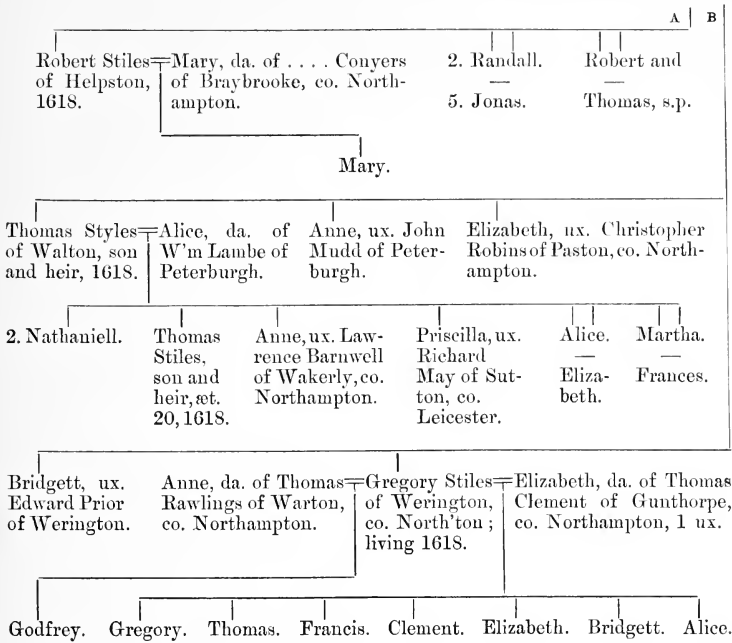 A | B
Robert Stiles=Mary, da. of . . . . Conyers
of Helpston, of Braybrooke, co. North-
1618. ampton.
2. Randall.
—
5. Jonas.
Robert and
—
Thomas, s.p.
Mary.
Thomas Styles=Alice, da. of
of Walton, son W'm Lambe of
and heir, 1618. Peterburgh.
Anne, ux. John
Mudd of Peter-
burgh.
Elizabeth, ux. Christopher
Robins of Paston, co. North-
ampton.
2. Nathaniell.
Thomas
Stiles,
son and
heir, æt.
20, 1618.
Anne, ux. Law-
rence Barnwell
of Wakerly, co.
Northampton.
Priscilla, ux.
Richard
May of Sut-
ton, co.
Leicester.
Alice.
—
Eliza-
beth.
Martha.
—
Frances.
Bridgett, ux.
Edward Prior
of Werington.
Anne, da. of Thomas=Gregory Stiles=Elizabeth, da. of Thomas
Rawlings of Warton, of Werington, Clement of Gunthorpe,
co. Northampton. co. North'ton ; co. Northampton, 1 ux.
living 1618.
Godfrey. Gregory. Thomas. Francis. Clement. Elizabeth. Bridgett. Alice.